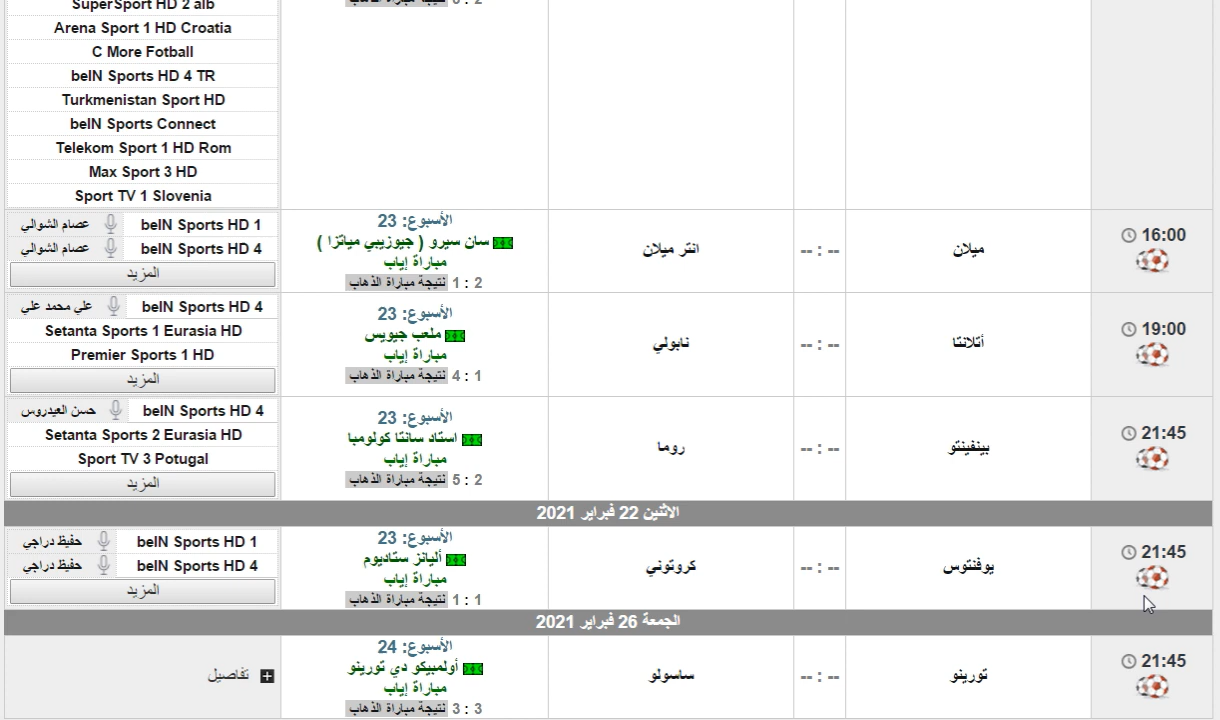 SuperSport HD 2 alb
Arena Sport 1 HD Croatia
C More Fotball
beIN Sports HD 4 TR
Turkmenistan Sport HD
beIN Sports Connect
Telekom Sport 1 HD Rom
Max Sport 3 HD
Sport TV 1 Slovenia
16:00
ميلان
-- : --
انتر ميلان
الأسبوع: 23
سان سيرو ( جيوزيبي مياتزا )
مباراة إياب
نتيجة مباراة الذهاب 1 : 2
beIN Sports HD 1 عصام الشوالي
beIN Sports HD 4 عصام الشوالي
المزيد
19:00
أتلانتا
-- : --
نابولي
الأسبوع: 23
ملعب جيويس
مباراة إياب
نتيجة مباراة الذهاب 4 : 1
beIN Sports HD 4 علي محمد علي
Setanta Sports 1 Eurasia HD
Premier Sports 1 HD
المزيد
21:45
بينفينتو
-- : --
روما
الأسبوع: 23
استاد سانتا كولومبا
مباراة إياب
نتيجة مباراة الذهاب 5 : 2
beIN Sports HD 4 حسن العيدروس
Setanta Sports 2 Eurasia HD
Sport TV 3 Potugal
المزيد
الاثنين 22 فبراير 2021
21:45
يوفنتوس
-- : --
كروتوني
الأسبوع: 23
أليانز ستاديوم
مباراة إياب
نتيجة مباراة الذهاب 1 : 1
beIN Sports HD 1 حفيظ دراجي
beIN Sports HD 4 حفيظ دراجي
المزيد
الجمعة 26 فبراير 2021
21:45
تورينو
-- : --
ساسولو
الأسبوع: 24
أولمبيكو دي تورينو
مباراة إياب
نتيجة مباراة الذهاب 3 : 3
تفاصيل